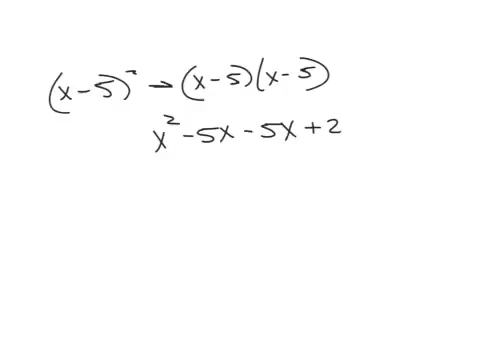 (x-5)² → (x-5)(x-5)
x² -5x - 5x + 2